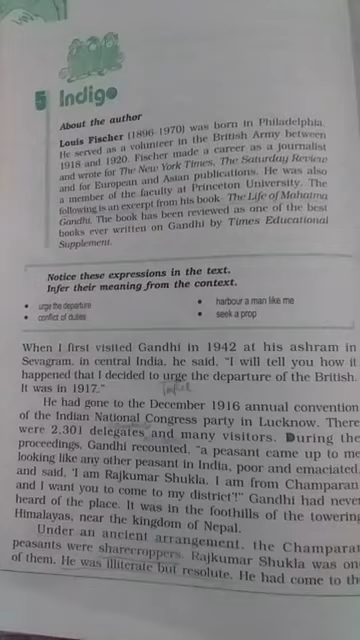 5 Indigo
About the author
Louis Fischer (1896-1970) was born in Philadelphia.
He served as a volunteer in the British Army between
1918 and 1920. Fischer made a career as a journalist
and wrote for The New York Times, The Saturday Review
and for European and Asian publications. He was also
a member of the faculty at Princeton University. The
following is an excerpt from his book- The Life of Mahatma
Gandhi. The book has been reviewed as one of the best
books ever written on Gandhi by Times Educational
Supplement.
Notice these expressions in the text.
Infer their meaning from the context.
• urge the departure
• conflict of duties
• harbour a man like me
• seek a prop
When I first visited Gandhi in 1942 at his ashram in
Sevagram, in central India, he said, "I will tell you how it
happened that I decided to urge the departure of the British.
It was in 1917."
He had gone to the December 1916 annual convention
of the Indian National Congress party in Lucknow. There
were 2,301 delegates and many visitors. During the
proceedings, Gandhi recounted, "a peasant came up to me
looking like any other peasant in India, poor and emaciated,
and said, 'I am Rajkumar Shukla. I am from Champaran,
and I want you to come to my district'!" Gandhi had never
heard of the place. It was in the foothills of the towering
Himalayas, near the kingdom of Nepal.
Under an ancient arrangement, the Champaran
peasants were sharecroppers. Rajkumar Shukla was one
of them. He was illiterate but resolute. He had come to the